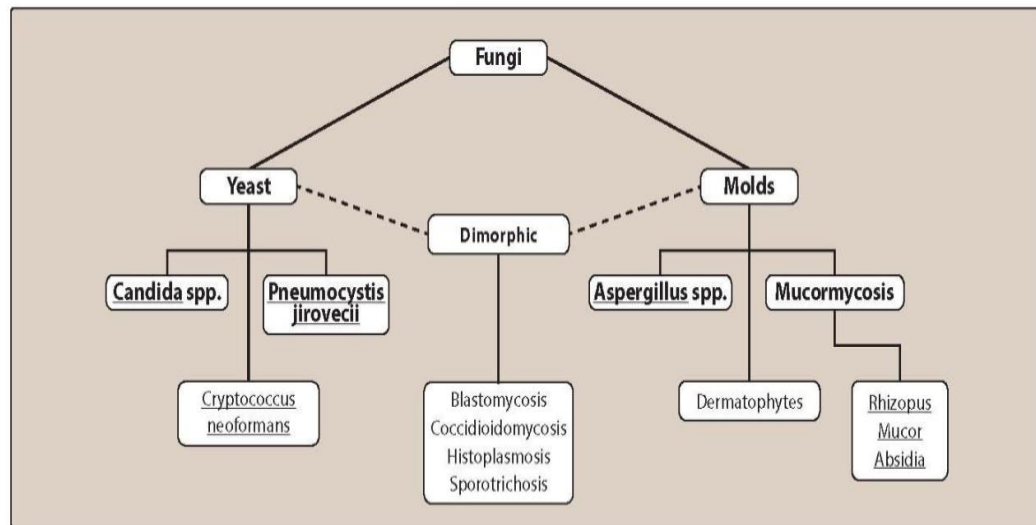 Fungi
Yeast
Molds
Dimorphic
Candida spp.
Pneumocystis
jirovecii
Aspergillus spp.
Mucormycosis
Cryptococcus
neoformans
Blastomycosis
Coccidioidomycosis
Histoplasmosis
Sporotrichosis
Dermatophytes
Rhizopus
Mucor
Absidia